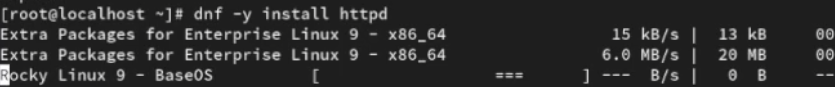 [root@localhost ~]# dnf -y install httpd
Extra Packages for Enterprise Linux 9 - x86_64 15 kB/s | 13 kB 00
Extra Packages for Enterprise Linux 9 - x86_64 6.0 MB/s | 20 MB 00
Rocky Linux 9 - BaseOS [ === ] --- B/s | 0 B --